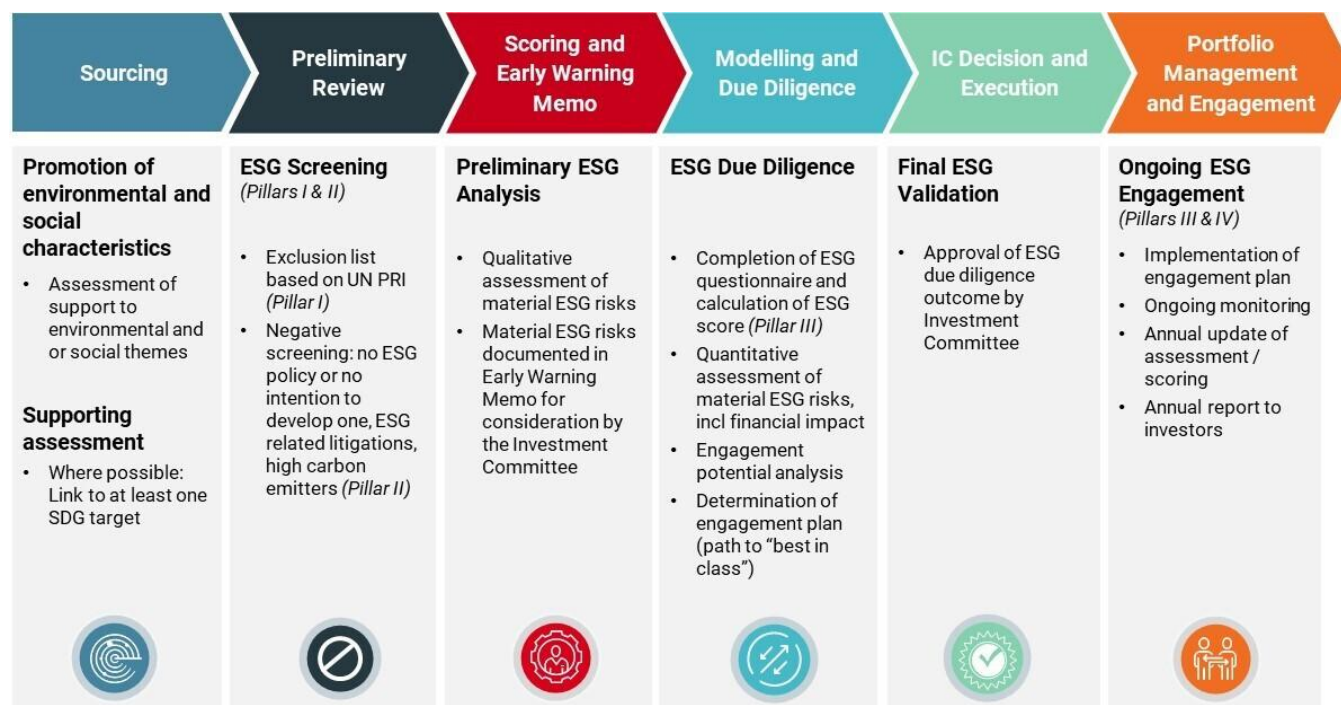 Sourcing
Preliminary
Review
Scoring and
Early Warning
Memo
Modelling and
Due Diligence
IC Decision and
Execution
Portfolio
Management
and Engagement
Promotion of
environmental and
social
characteristics
• Assessment of
support to
environmental and
or social themes
Supporting
assessment
• Where possible:
Link to at least one
SDG target
ESG Screening
(Pillars I & II)
• Exclusion list
based on UN PRI
(Pillar I)
• Negative
screening: no ESG
policy or no
intention to
develop one, ESG
related litigations,
high carbon
emitters (Pillar II)
Preliminary ESG
Analysis
• Qualitative
assessment of
material ESG risks
• Material ESG risks
documented in
Early Warning
Memo for
consideration by
the Investment
Committee
ESG Due Diligence
• Completion of ESG
questionnaire and
calculation of ESG
score (Pillar III)
• Quantitative
assessment of
material ESG risks,
incl financial impact
• Engagement
potential analysis
• Determination of
engagement plan
(path to “best in
class”)
Final ESG
Validation
• Approval of ESG
due diligence
outcome by
Investment
Committee
Ongoing ESG
Engagement
(Pillars III & IV)
• Implementation of
engagement plan
• Ongoing monitoring
• Annual update of
assessment /
scoring
• Annual report to
investors